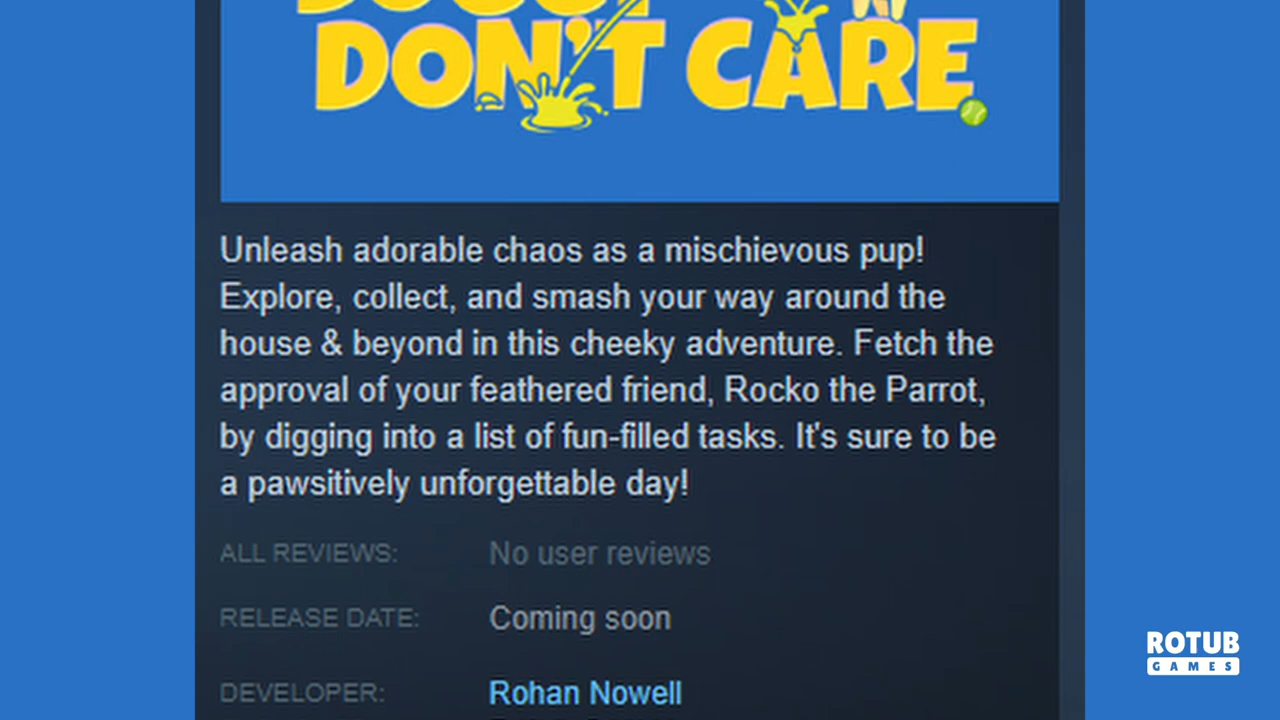 DOGGY
DON'T CARE
Unleash adorable chaos as a mischievous pup!
Explore, collect, and smash your way around the
house & beyond in this cheeky adventure. Fetch the
approval of your feathered friend, Rocko the Parrot,
by digging into a list of fun-filled tasks. It's sure to be
a pawsitively unforgettable day!
ALL REVIEWS: No user reviews
RELEASE DATE: Coming soon
DEVELOPER: Rohan Nowell
ROTUB
GAMES